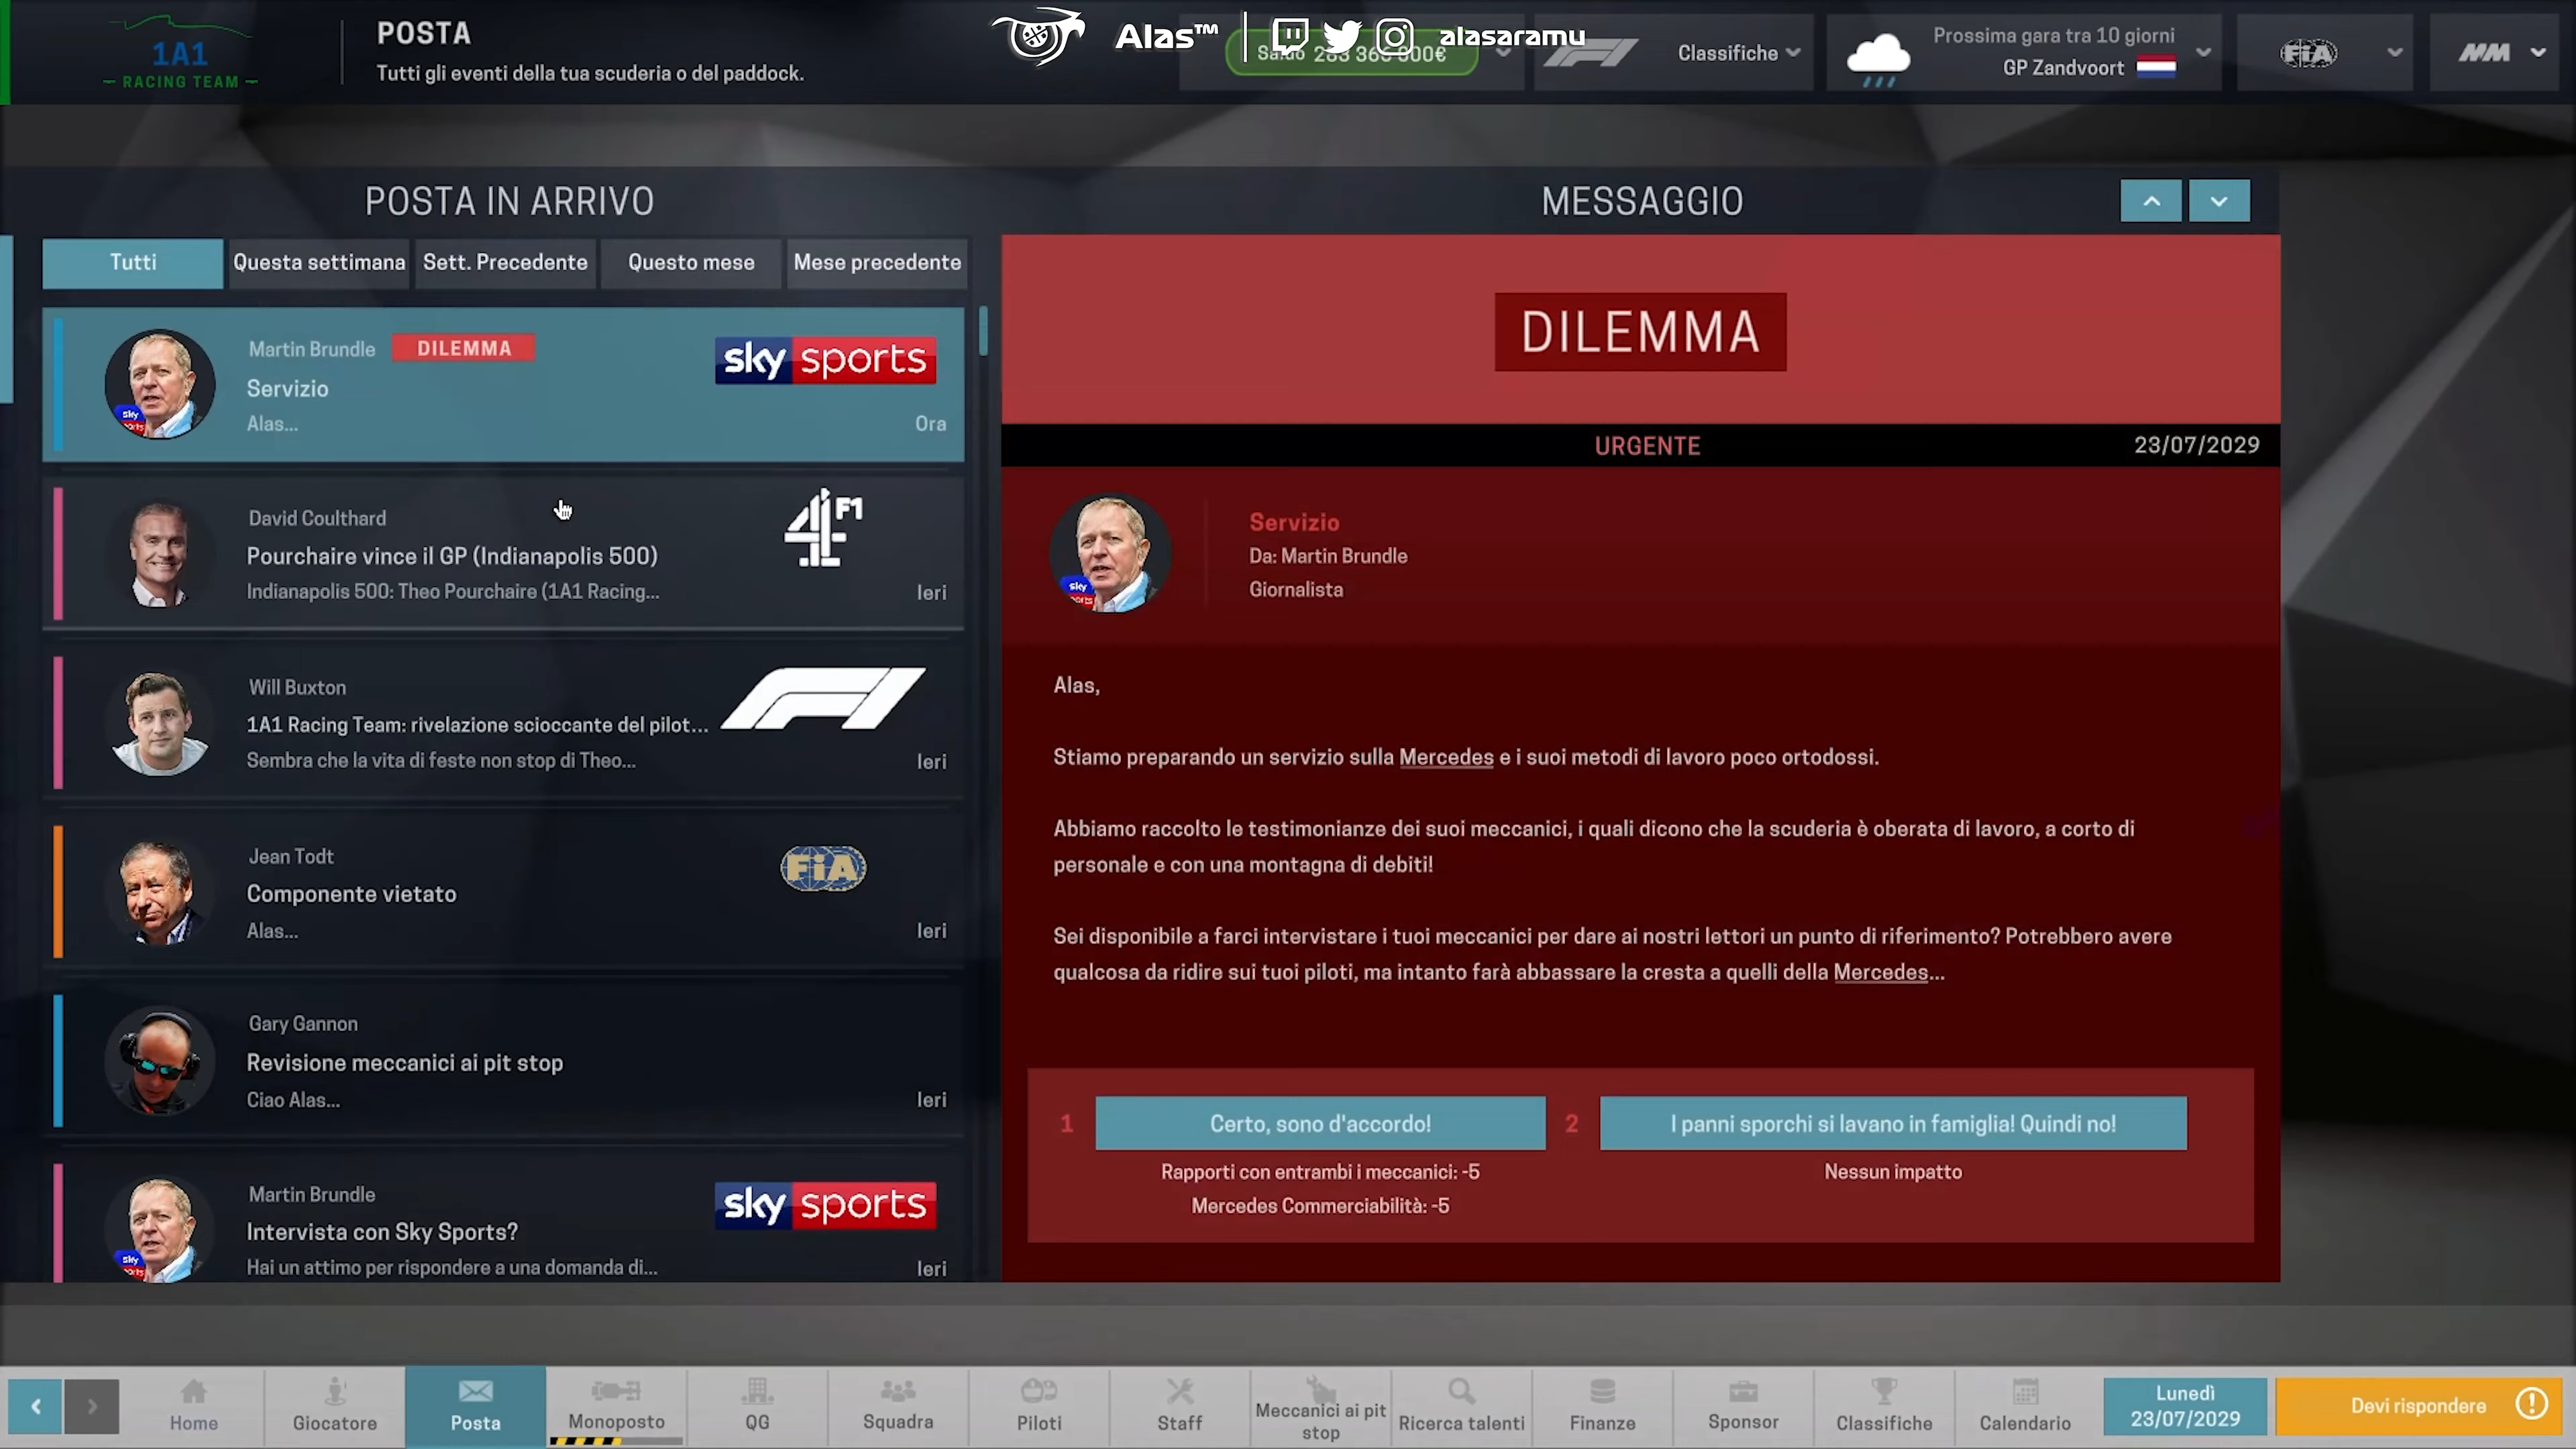 1A1
RACING TEAM
POSTA
Tutti gli eventi della tua scuderia o del paddock.
Alas™
alasaramu
Saldo 283 366 000€
Classifiche
Prossima gara tra 10 giorni
GP Zandvoort
FIA
MM
POSTA IN ARRIVO
Tutti
Questa settimana
Sett. Precedente
Questo mese
Mese precedente
Martin Brundle
DILEMMA
Servizio
Alas...
sky sports
Ora
David Coulthard
Pourchaire vince il GP (Indianapolis 500)
Indianapolis 500: Theo Pourchaire (1A1 Racing...
4 F1
Ieri
Will Buxton
1A1 Racing Team: rivelazione scioccante del pilot...
Sembra che la vita di feste non stop di Theo...
F1
Ieri
Jean Todt
Componente vietato
Alas...
FIA
Ieri
Gary Gannon
Revisione meccanici ai pit stop
Ciao Alas...
Ieri
Martin Brundle
Intervista con Sky Sports?
Hai un attimo per rispondere a una domanda di...
sky sports
Ieri
MESSAGGIO
DILEMMA
URGENTE
23/07/2029
Servizio
Da: Martin Brundle
Giornalista
Alas,
Stiamo preparando un servizio sulla Mercedes e i suoi metodi di lavoro poco ortodossi.
Abbiamo raccolto le testimonianze dei suoi meccanici, i quali dicono che la scuderia è oberata di lavoro, a corto di
personale e con una montagna di debiti!
Sei disponibile a farci intervistare i tuoi meccanici per dare ai nostri lettori un punto di riferimento? Potrebbero avere
qualcosa da ridire sui tuoi piloti, ma intanto farà abbassare la cresta a quelli della Mercedes...
1
Certo, sono d'accordo!
Rapporti con entrambi i meccanici: -5
Mercedes Commerciabilità: -5
2
I panni sporchi si lavano in famiglia! Quindi no!
Nessun impatto
Home
Giocatore
Posta
Monoposto
QG
Squadra
Piloti
Staff
Meccanici ai pit
stop
Ricerca talenti
Finanze
Sponsor
Classifiche
Calendario
Lunedì
23/07/2029
Devi rispondere